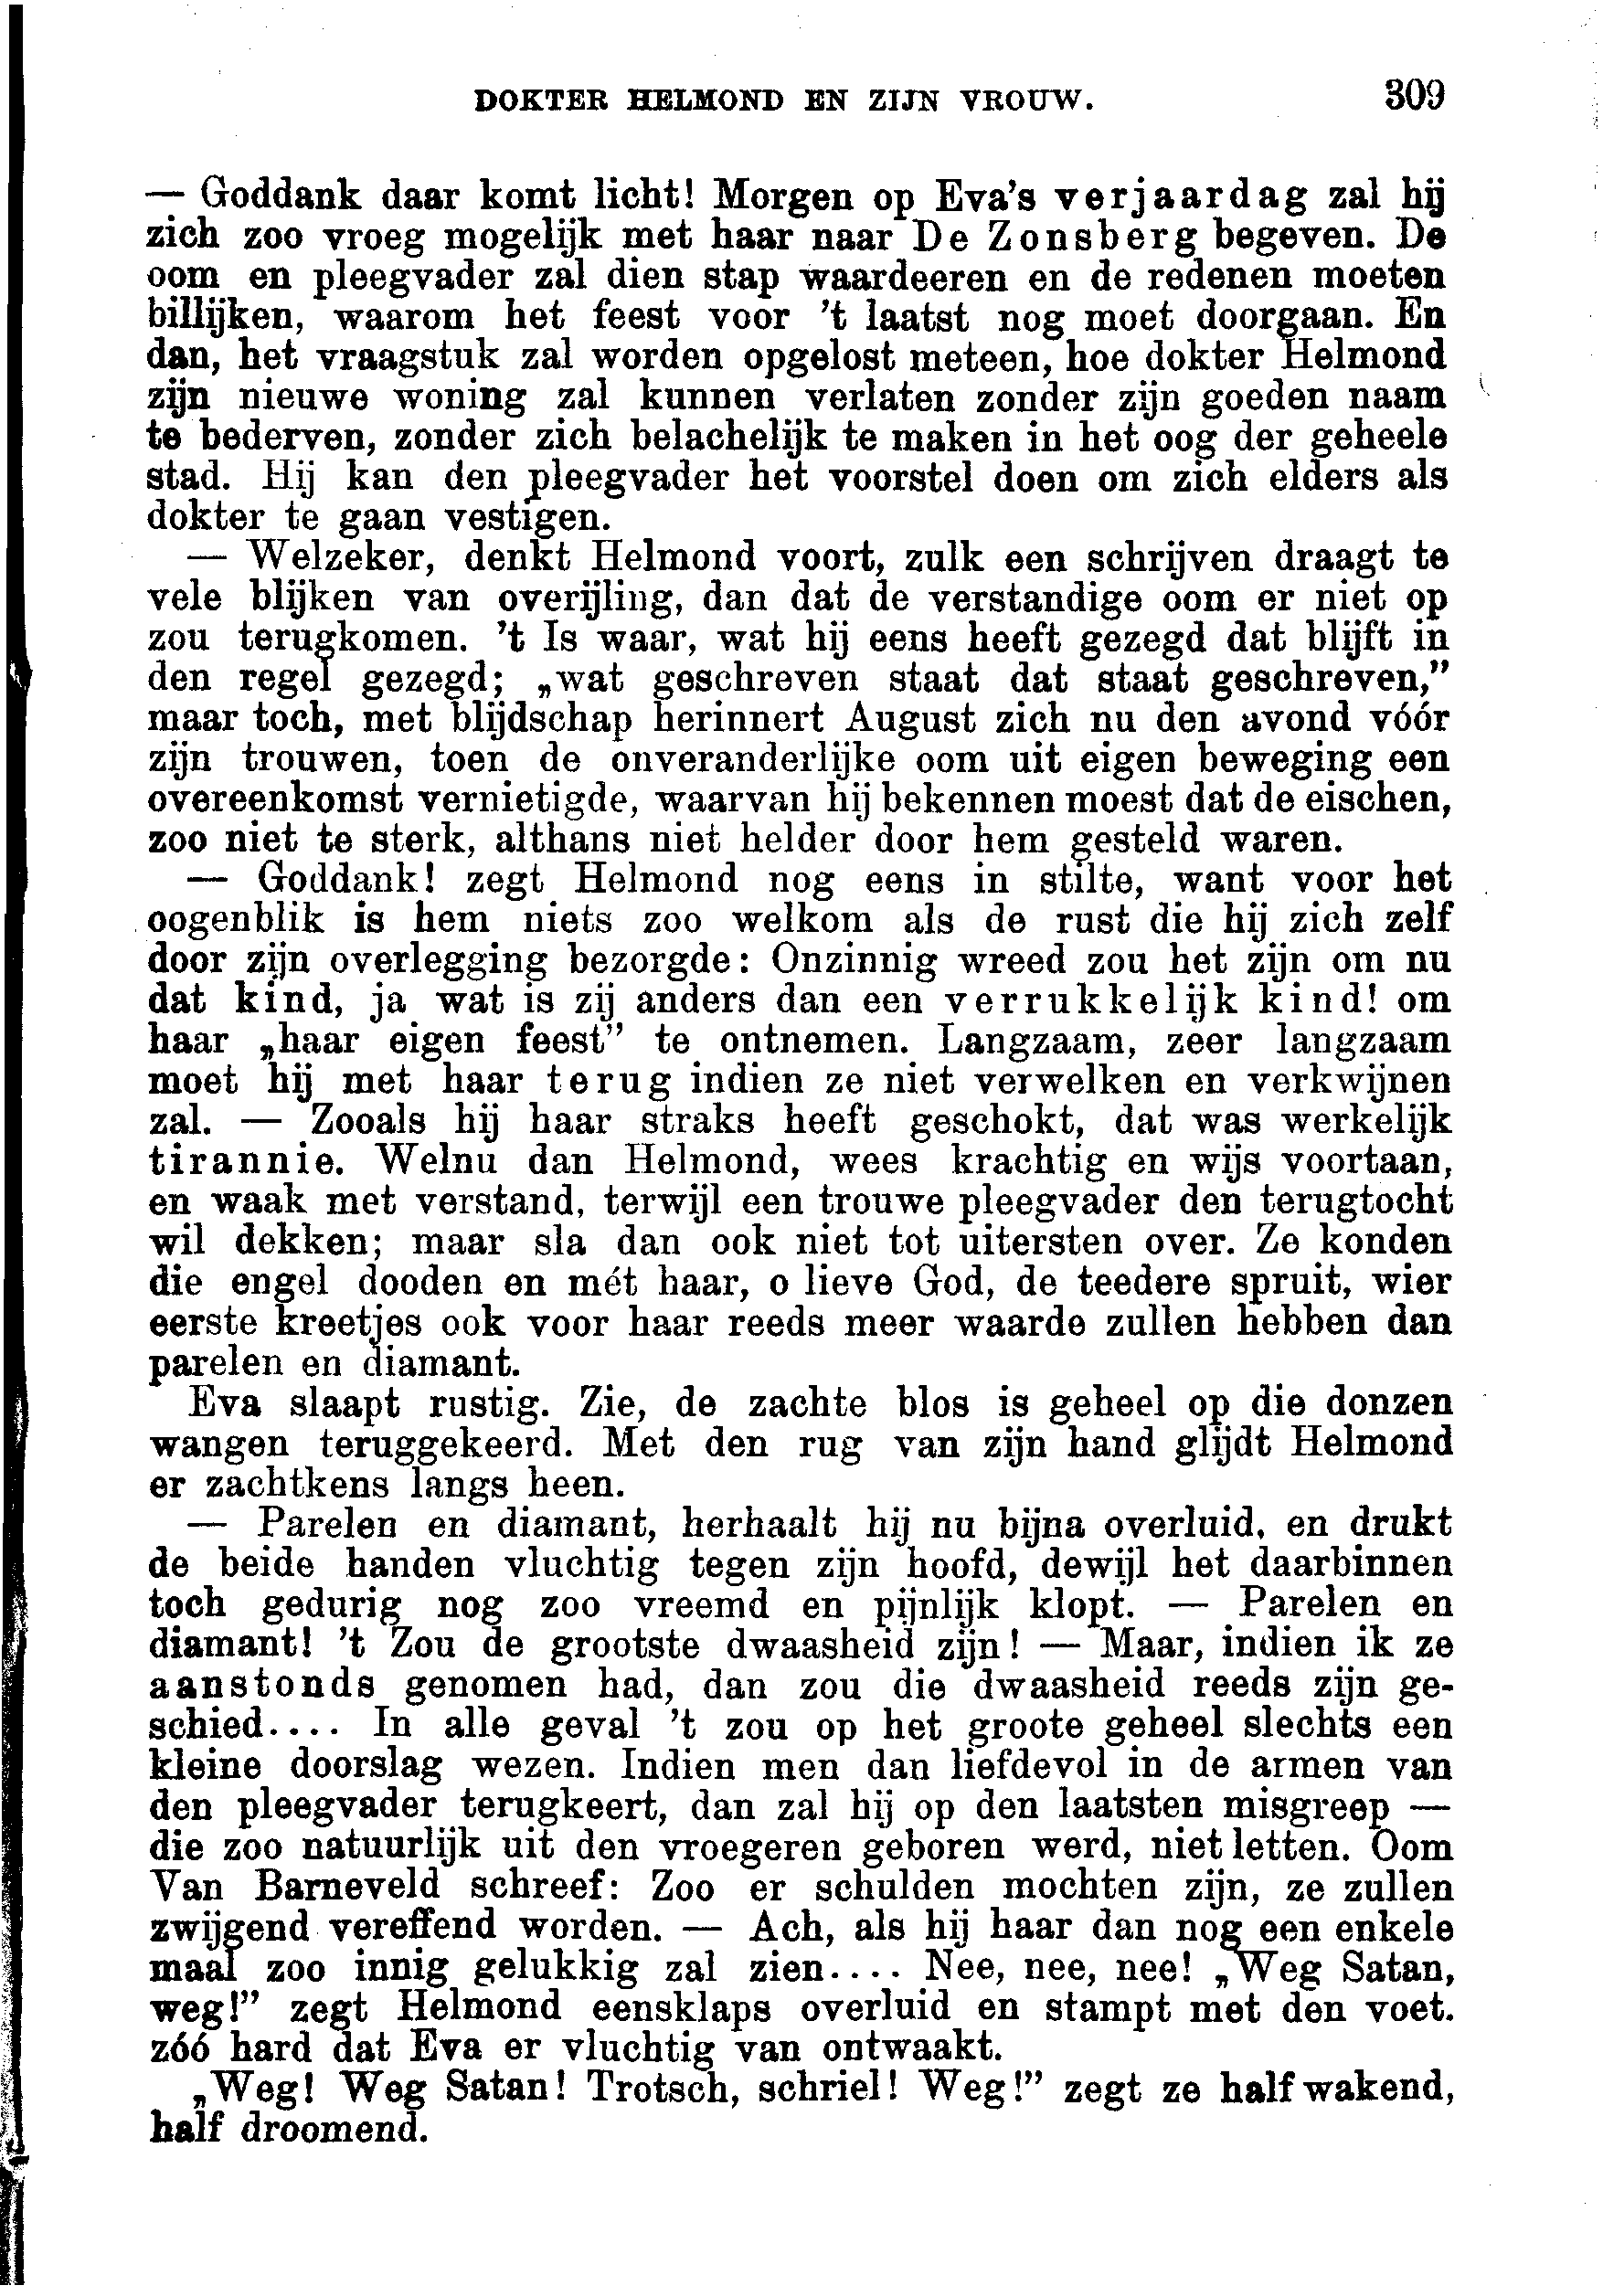 DOKTER HELMOND EN ZIJN VROUW. 309
— Goddank daar komt licht! Morgen op Eva's verjaardag zal hij
zich zoo vroeg mogelijk met haar naar De Zonsberg begeven. De
oom en pleegvader zal dien stap waardeeren en de redenen moeten
billijken, waarom het feest voor 't laatst nog moet doorgaan. En
dan, het vraagstuk zal worden opgelost meteen, hoe dokter Helmond
zijn nieuwe woning zal kunnen verlaten zonder zijn goeden naam
te bederven, zonder zich belachelijk te maken in het oog der geheele
stad. Hij kan den pleegvader het voorstel doen om zich elders als
dokter te gaan vestigen.
— Welzeker, denkt Helmond voort, zulk een schrijven draagt te
vele blijken van overijling, dan dat de verstandige oom er niet op
zou terugkomen. 't Is waar, wat hij eens heeft gezegd dat blijft in
den regel gezegd; „wat geschreven staat dat staat geschreven,”
maar toch, met blijdschap herinnert August zich nu den avond vóór
zijn trouwen, toen de onveranderlijke oom uit eigen beweging een
overeenkomst vernietigde, waarvan hij bekennen moest dat de eischen,
zoo niet te sterk, althans niet helder door hem gesteld waren.
— Goddank! zegt Helmond nog eens in stilte, want voor het
oogenblik is hem niets zoo welkom als de rust die hij zich zelf
door zijn overlegging bezorgde: Onzinnig wreed zou het zijn om nu
dat kind, ja wat is zij anders dan een verrukkelijk kind! om
haar „haar eigen feest” te ontnemen. Langzaam, zeer langzaam
moet hij met haar terug indien ze niet verwelken en verkwijnen
zal. — Zooals hij haar straks heeft geschokt, dat was werkelijk
tirannie. Welnu dan Helmond, wees krachtig en wijs voortaan,
en waak met verstand, terwijl een trouwe pleegvader den terugtocht
wil dekken; maar sla dan ook niet tot uitersten over. Ze konden
die engel dooden en mét haar, o lieve God, de teedere spruit, wier
eerste kreetjes ook voor haar reeds meer waarde zullen hebben dan
parelen en diamant.
Eva slaapt rustig. Zie, de zachte blos is geheel op die donzen
wangen teruggekeerd. Met den rug van zijn hand glijdt Helmond
er zachtkens langs heen.
— Parelen en diamant, herhaalt hij nu bijna overluid, en drukt
de beide handen vluchtig tegen zijn hoofd, dewijl het daarbinnen
toch gedurig nog zoo vreemd en pijnlijk klopt. — Parelen en
diamant! 't Zou de grootste dwaasheid zijn! — Maar, indien ik ze
aanstonds genomen had, dan zou die dwaasheid reeds zijn ge-
schied.... In alle geval 't zou op het groote geheel slechts een
kleine doorslag wezen. Indien men dan liefdevol in de armen van
den pleegvader terugkeert, dan zal hij op den laatsten misgreep —
die zoo natuurlijk uit den vroegeren geboren werd, niet letten. Oom
Van Barneveld schreef: Zoo er schulden mochten zijn, ze zullen
zwijgend vereffend worden. — Ach, als hij haar dan nog een enkele
maal zoo innig gelukkig zal zien.... Nee, nee, nee! „Weg Satan,
weg!” zegt Helmond eensklaps overluid en stampt met den voet.
zóó hard dat Eva er vluchtig van ontwaakt.
„Weg! Weg Satan! Trotsch, schriel! Weg!” zegt ze half wakend,
half droomend.